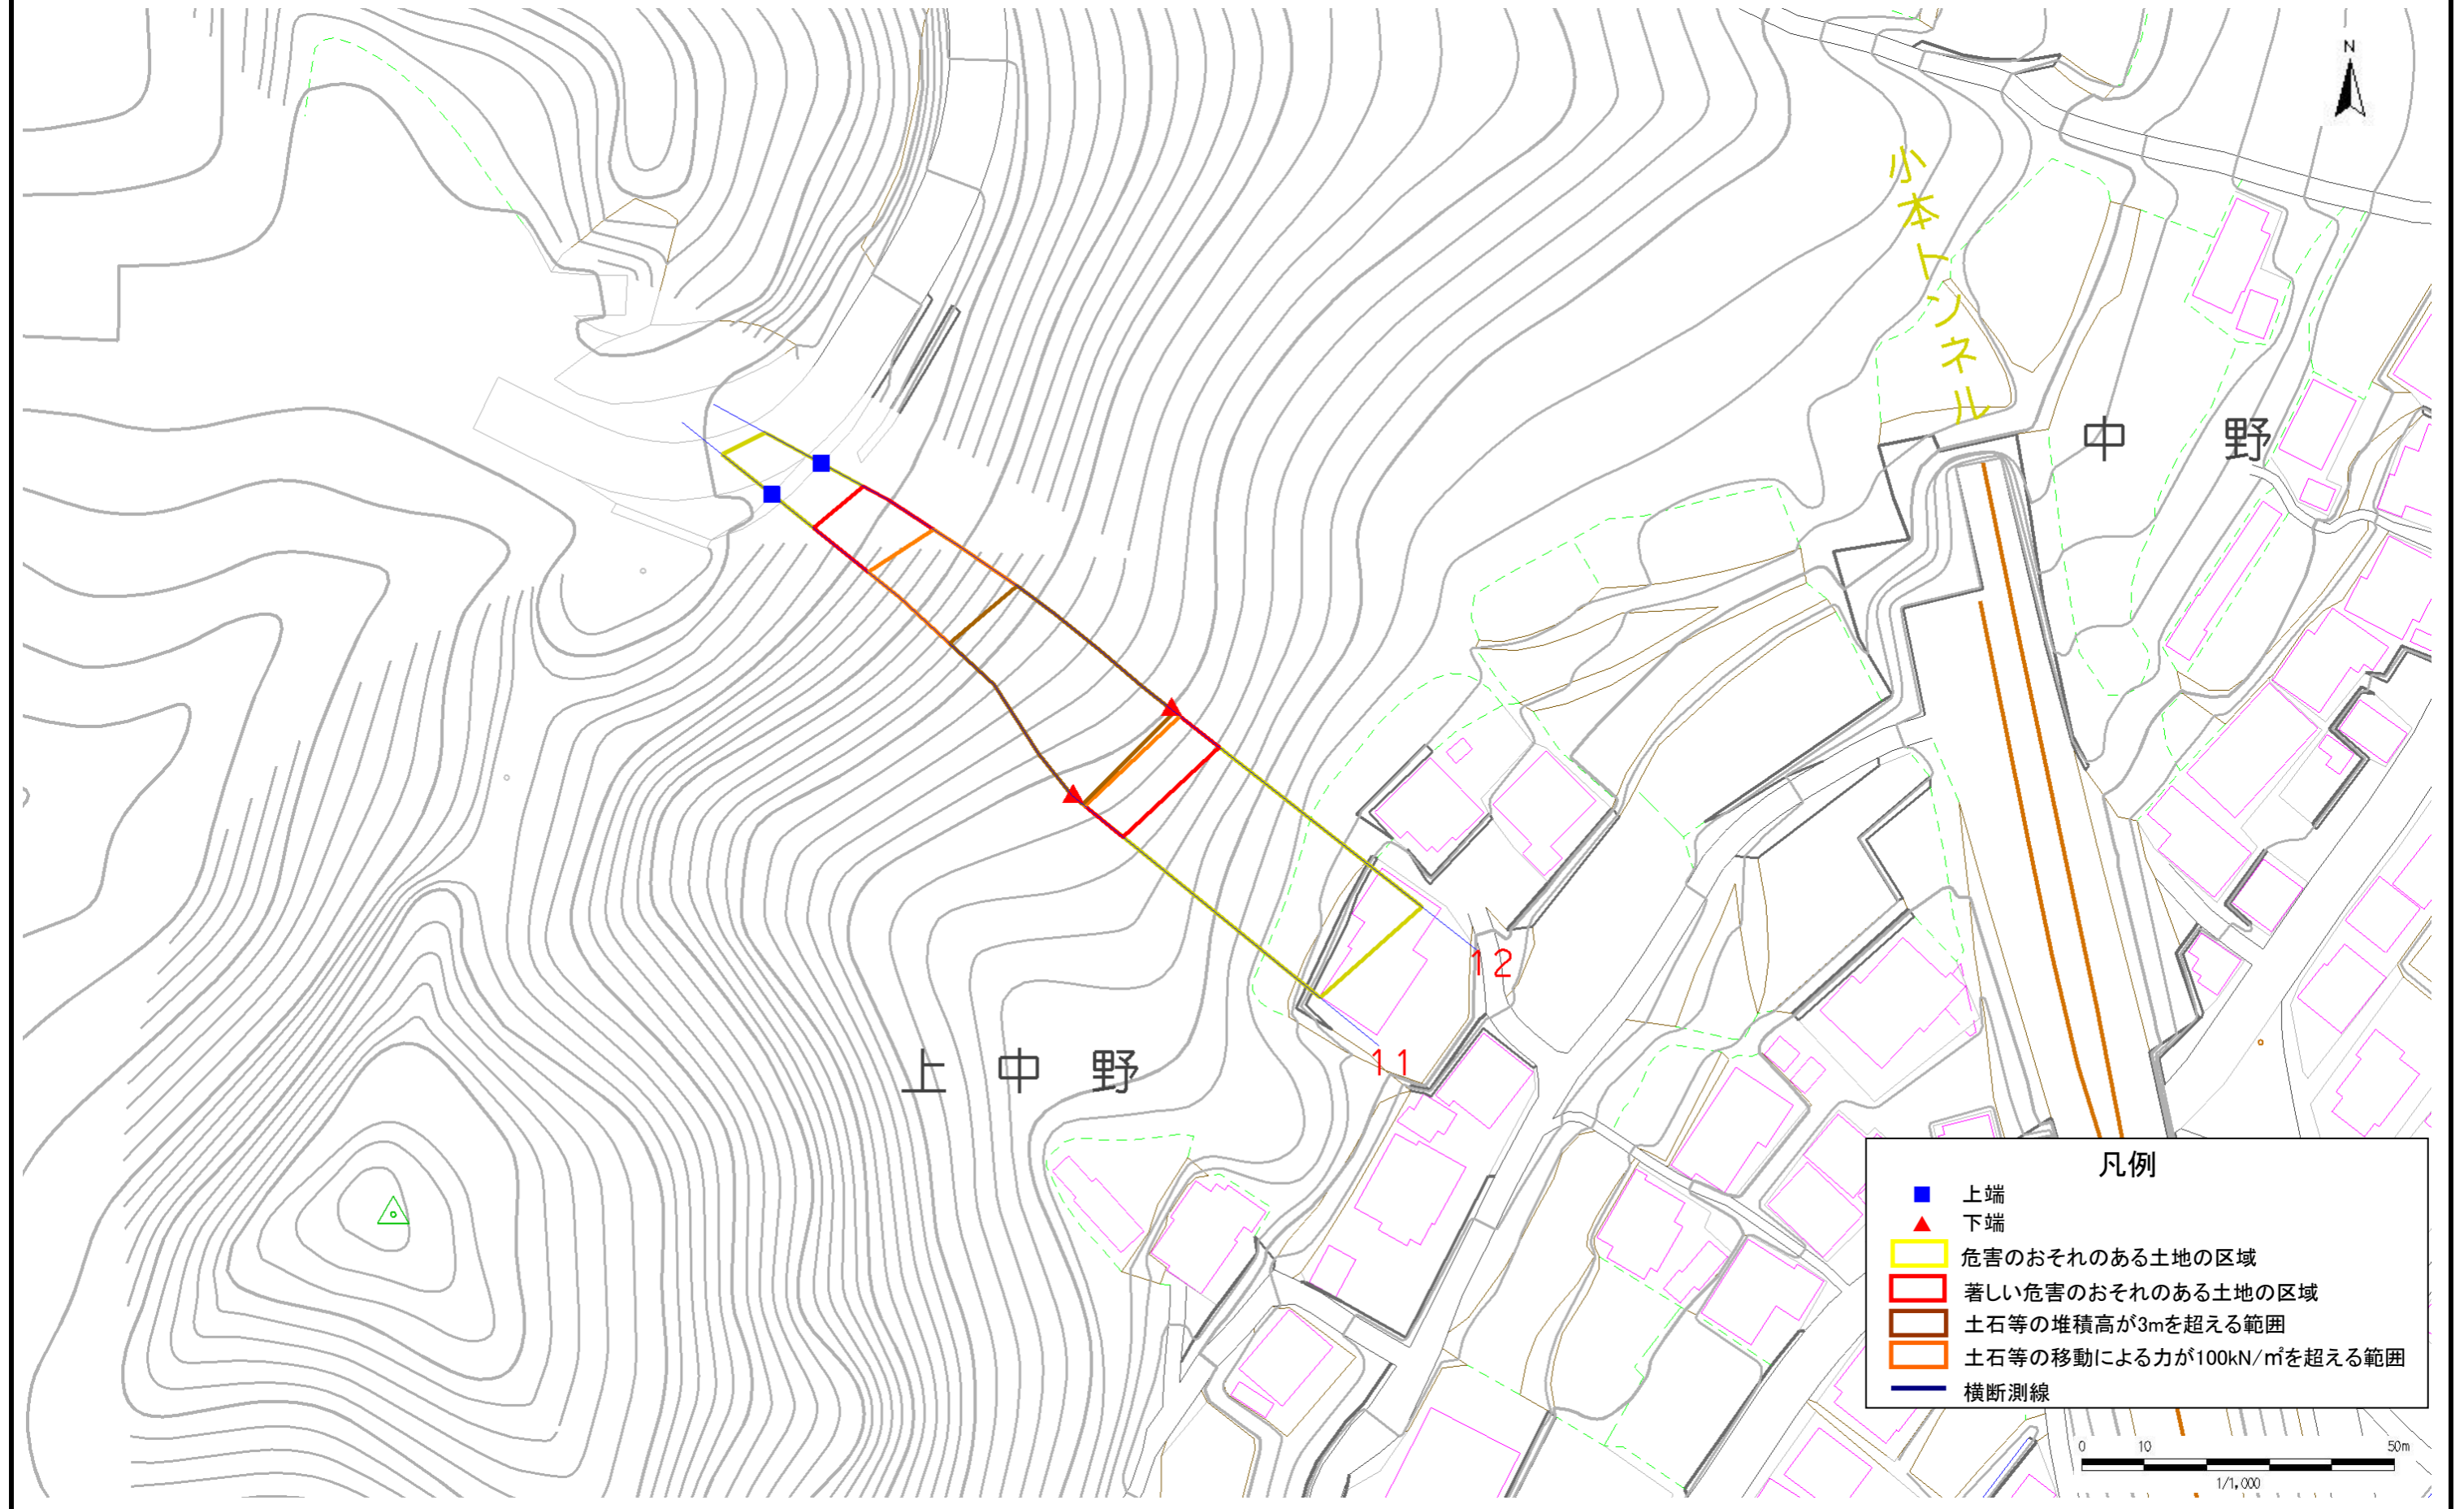 N
小本トンネル
中野
12
11
上中野
凡例
上端
下端
危害のおそれのある土地の区域
著しい危害のおそれのある土地の区域
土石等の堆積高が3mを超える範囲
土石等の移動による力が100kN/㎡を超える範囲
横断測線
0 10 50m
1/1,000